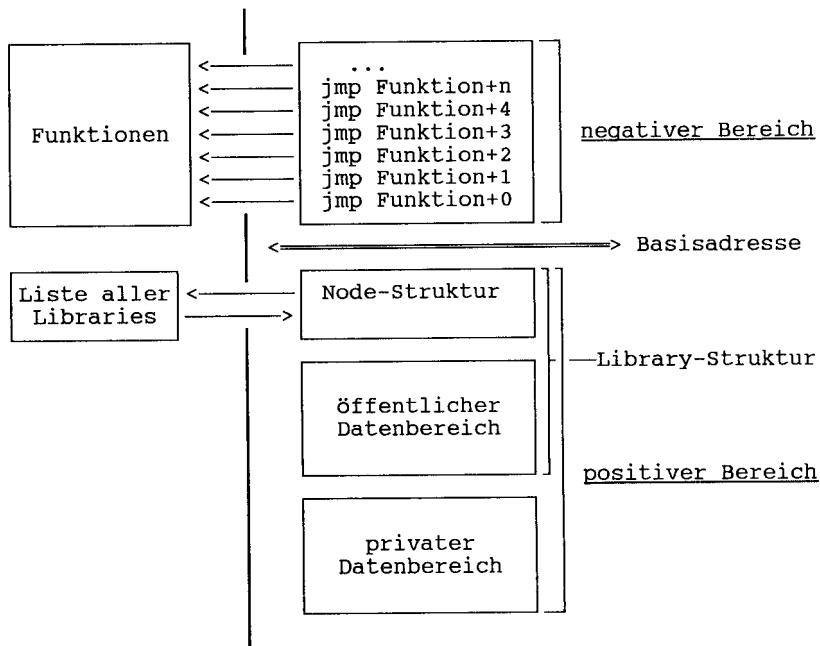 ...
jmp Funktion+n
jmp Funktion+4
Funktionen
jmp Funktion+3
negativer Bereich
jmp Funktion+2
jmp Funktion+1
jmp Funktion+0
Basisadresse
Liste aller
Libraries
Node-Struktur
Library-Struktur
öffentlicher
Datenbereich
positiver Bereich
privater
Datenbereich